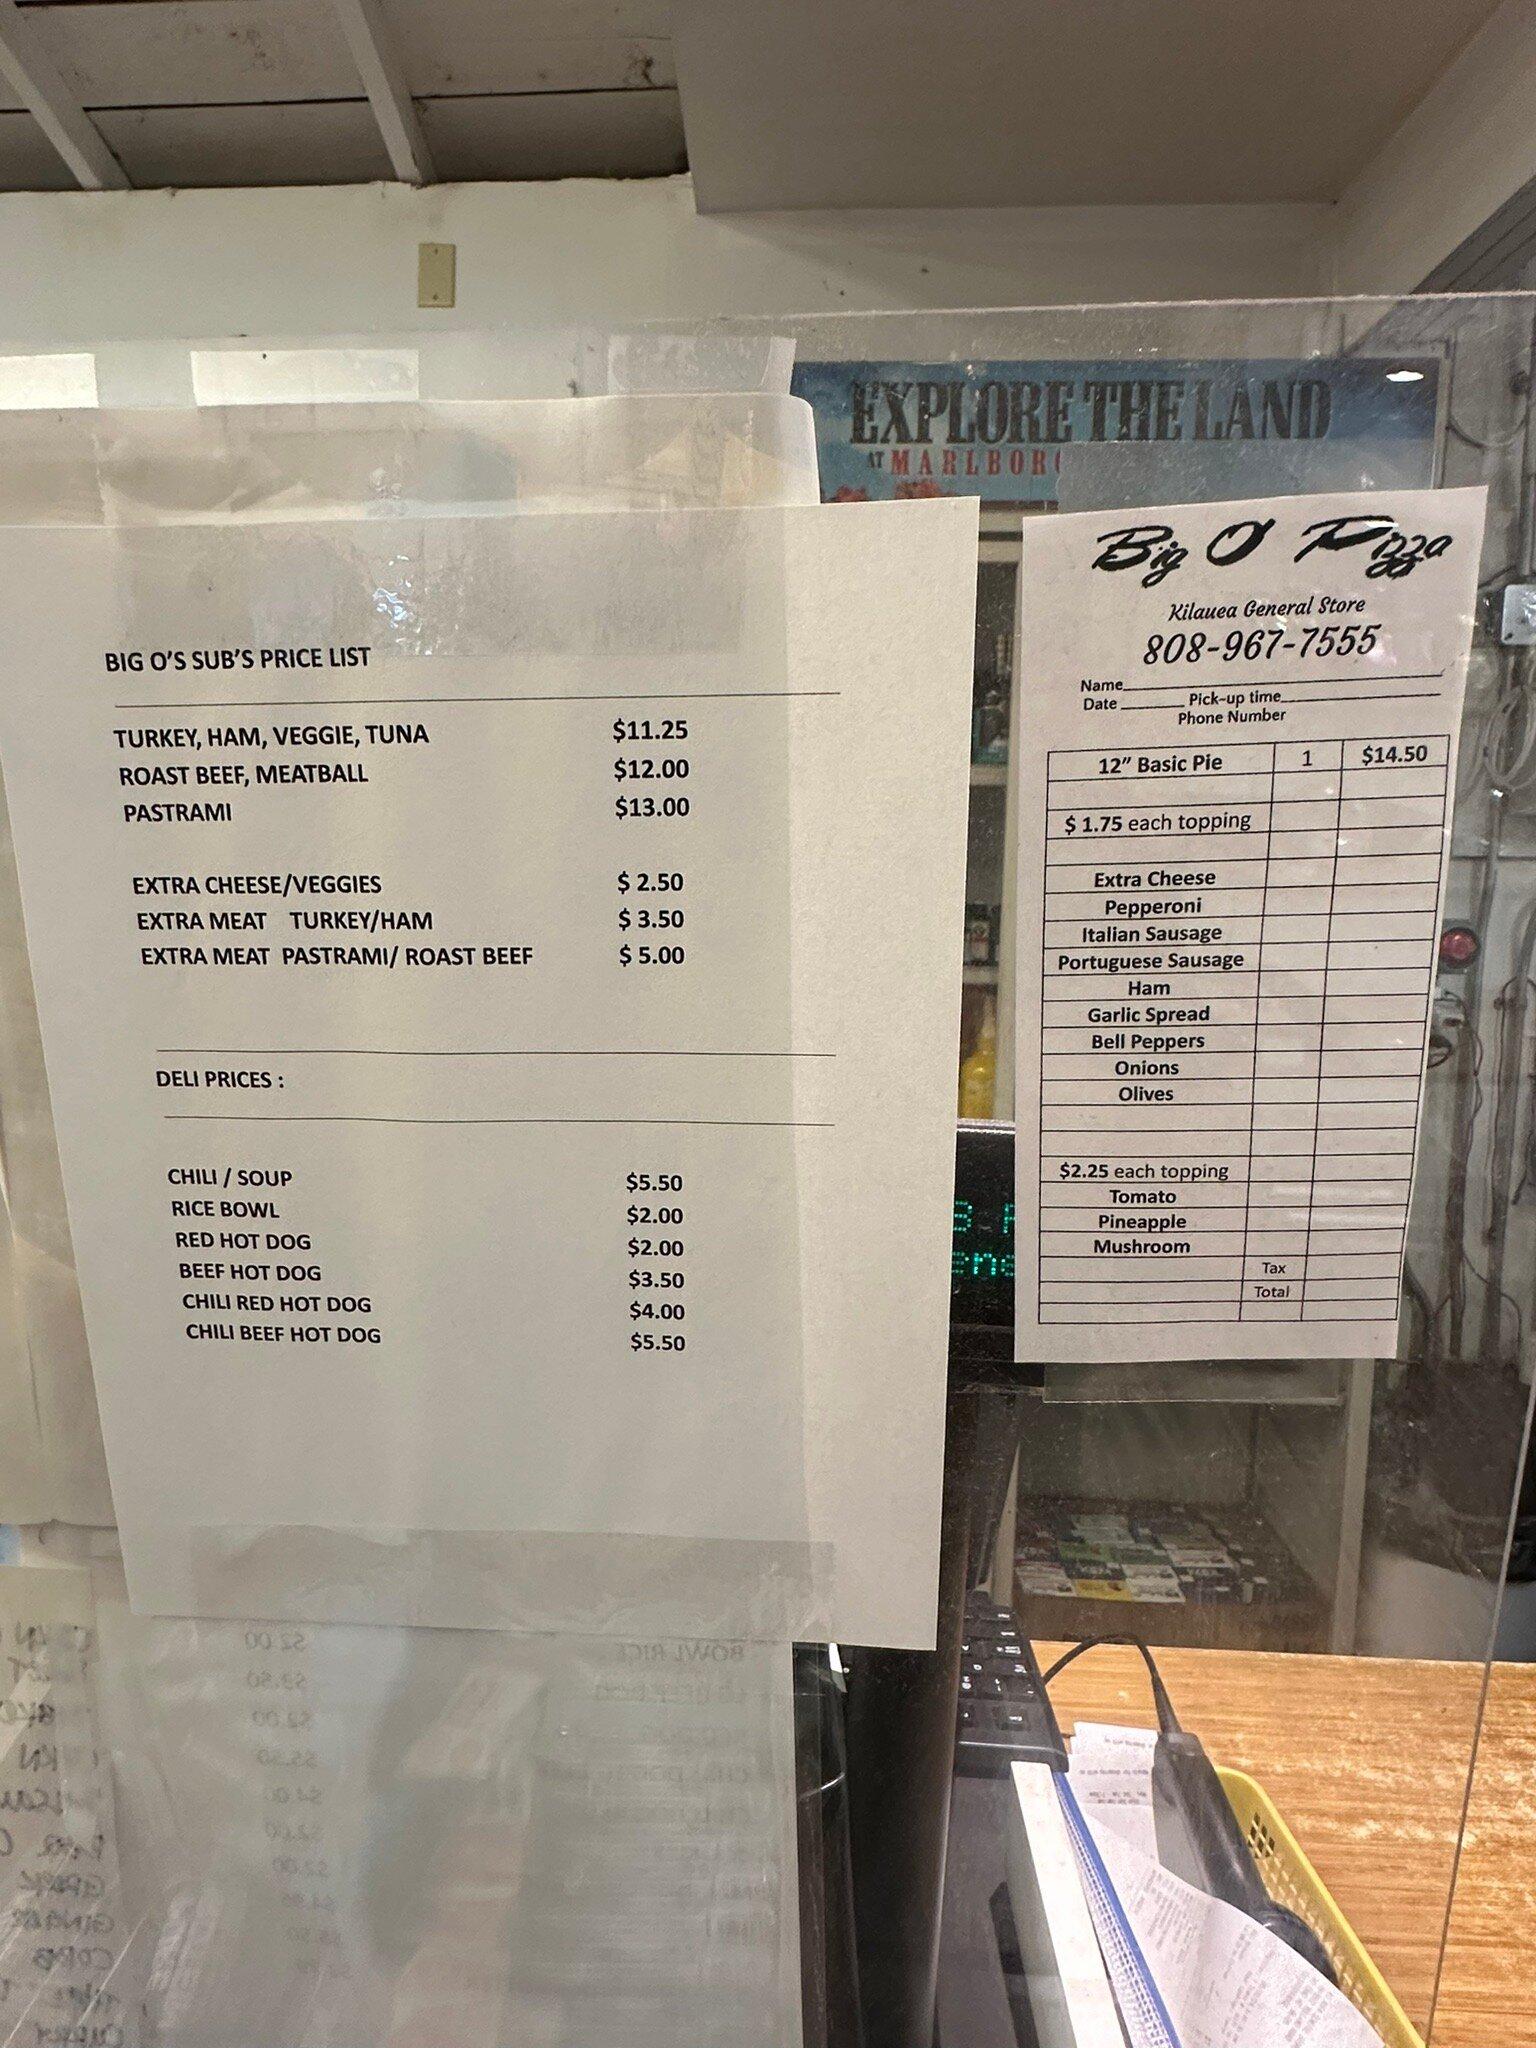 EXPLORE THE LAND
AT MARLBORO
BIG O'S SUB'S PRICE LIST
TURKEY, HAM, VEGGIE, TUNA $11.25
ROAST BEEF, MEATBALL $12.00
PASTRAMI $13.00
EXTRA CHEESE/VEGGIES $ 2.50
EXTRA MEAT TURKEY/HAM $ 3.50
EXTRA MEAT PASTRAMI/ ROAST BEEF $ 5.00
DELI PRICES :
CHILI / SOUP $5.50
RICE BOWL $2.00
RED HOT DOG $2.00
BEEF HOT DOG $3.50
CHILI RED HOT DOG $4.00
CHILI BEEF HOT DOG $5.50
Big O' Pizza
Kilauea General Store
808-967-7555
Name
Date Pick-up time
Phone Number
12" Basic Pie 1 $14.50
$ 1.75 each topping
Extra Cheese
Pepperoni
Italian Sausage
Portuguese Sausage
Ham
Garlic Spread
Bell Peppers
Onions
Olives
$2.25 each topping
Tomato
Pineapple
Mushroom
Tax
Total
BOWL RICE $2.00